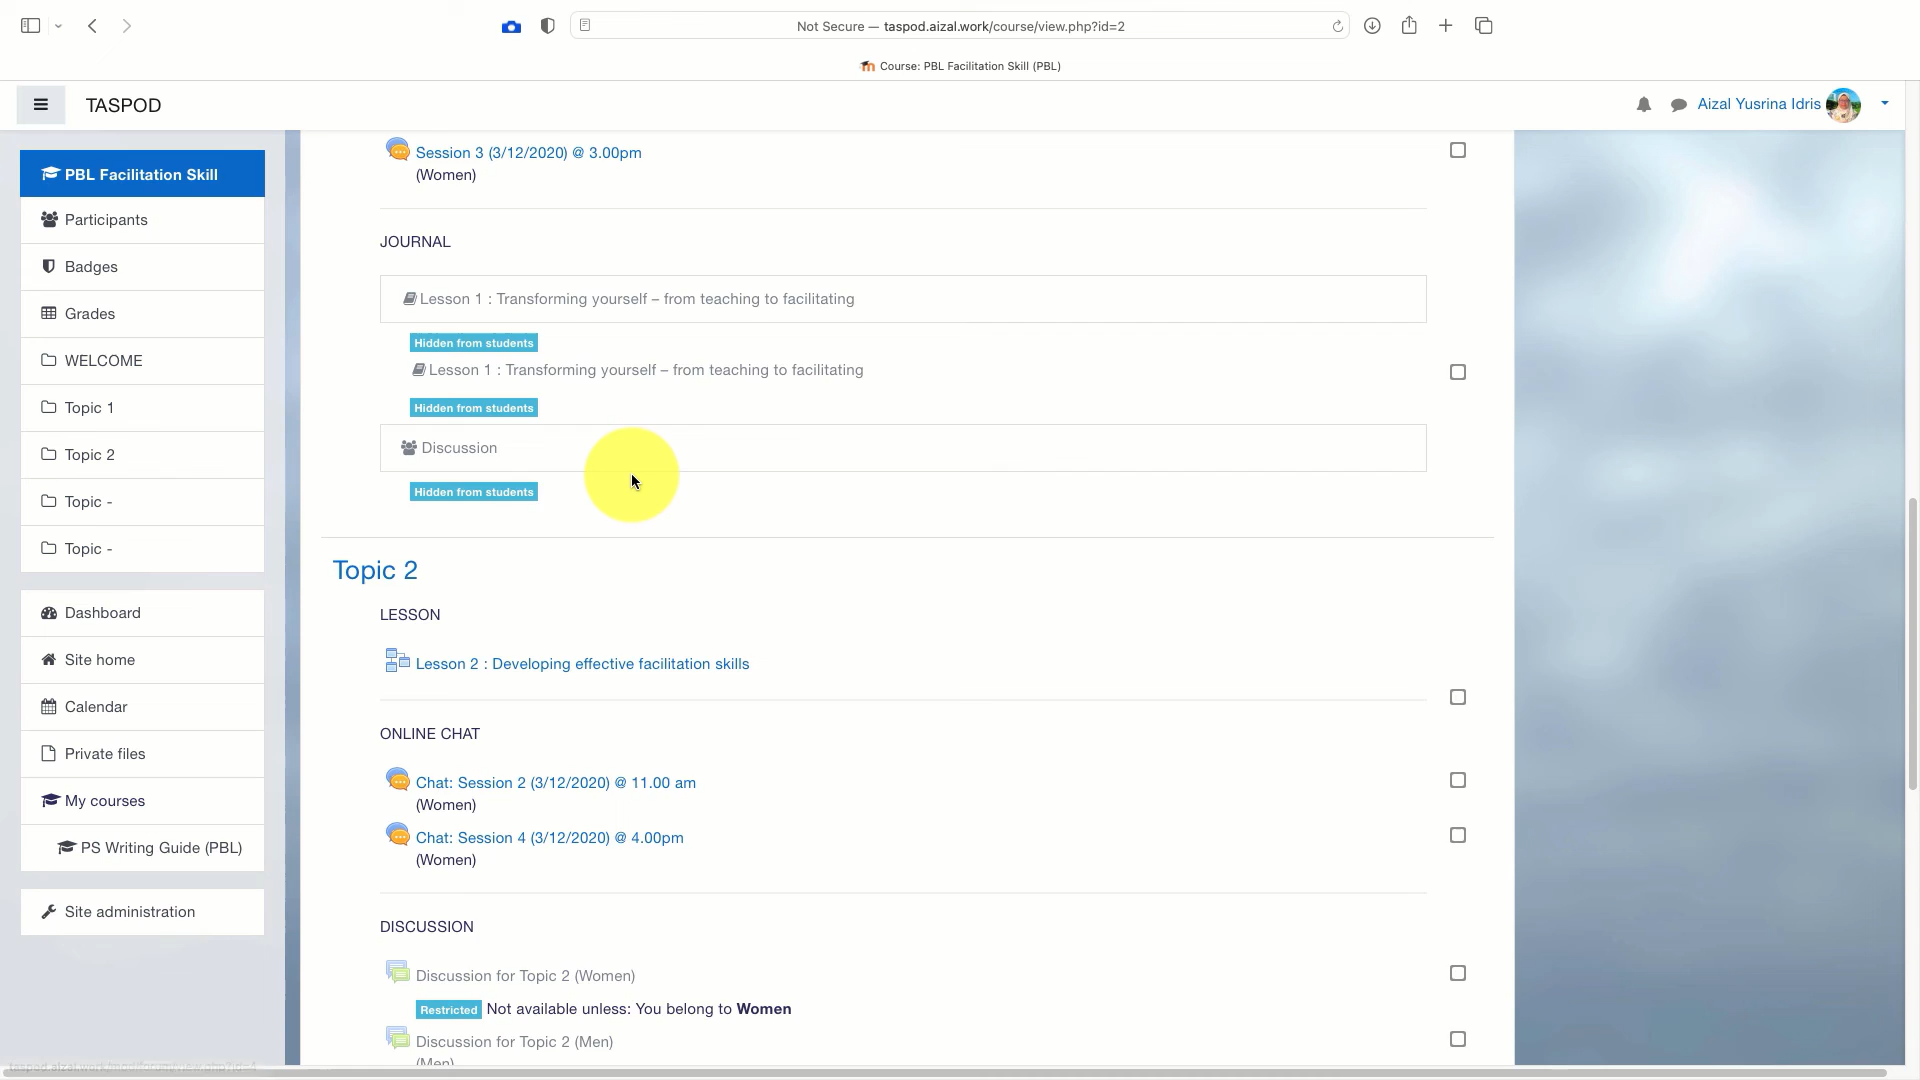 Not Secure — taspod.aizal.work/course/view.php?id=2
Course: PBL Facilitation Skill (PBL)
TASPOD
Aizal Yusrina Idris
PBL Facilitation Skill
Participants
Badges
Grades
WELCOME
Topic 1
Topic 2
Topic -
Topic -
Dashboard
Site home
Calendar
Private files
My courses
PS Writing Guide (PBL)
Site administration
Session 3 (3/12/2020) @ 3.00pm
(Women)
JOURNAL
Lesson 1 : Transforming yourself – from teaching to facilitating
Hidden from students
Lesson 1 : Transforming yourself – from teaching to facilitating
Hidden from students
Discussion
Hidden from students
Topic 2
LESSON
Lesson 2 : Developing effective facilitation skills
ONLINE CHAT
Chat: Session 2 (3/12/2020) @ 11.00 am
(Women)
Chat: Session 4 (3/12/2020) @ 4.00pm
(Women)
DISCUSSION
Discussion for Topic 2 (Women)
Restricted Not available unless: You belong to Women
Discussion for Topic 2 (Men)
(Men)